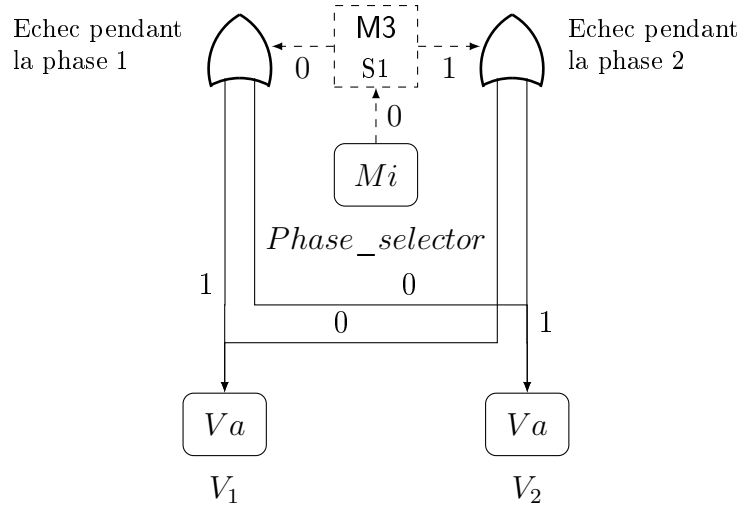 Echec pendant
la phase 1
M3
S1
Echec pendant
la phase 2
0
1
0
Mi
Phase_selector
1
0
0
1
Va
Va
V1
V2